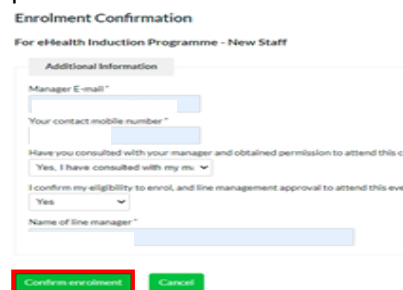 Enrolment Confirmation
For eHealth Induction Programme - New Staff
Additional Information
Manager E-mail *
Your contact mobile number *
Have you consulted with your manager and obtained permission to attend this c
Yes, I have consulted with my m
I confirm my eligibility to enrol, and line management approval to attend this eve
Yes
Name of line manager *
Confirm enrolment Cancel